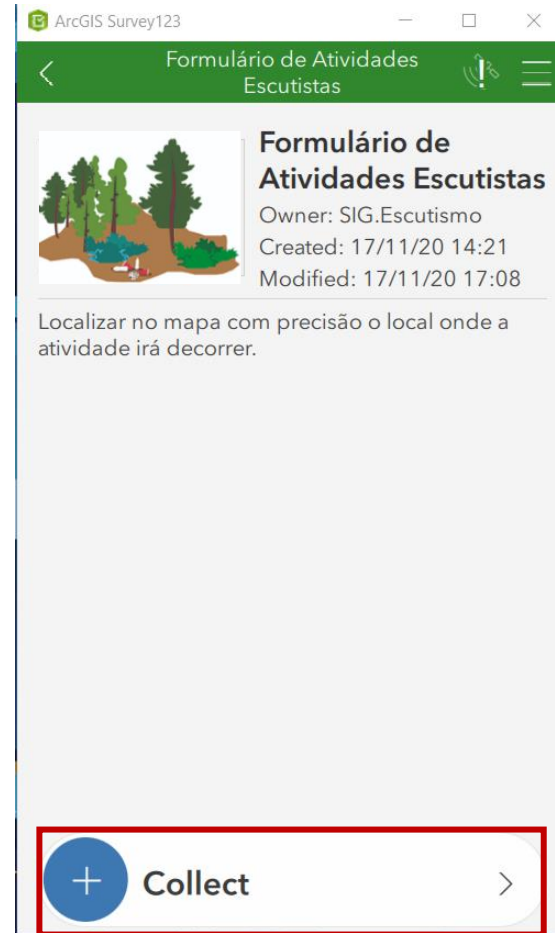 ArcGIS Survey123
Formulário de Atividades
Escutistas
Formulário de
Atividades Escutistas
Owner: SIG.Escutismo
Created: 17/11/20 14:21
Modified: 17/11/20 17:08
Localizar no mapa com precisão o local onde a
atividade irá decorrer.
Collect